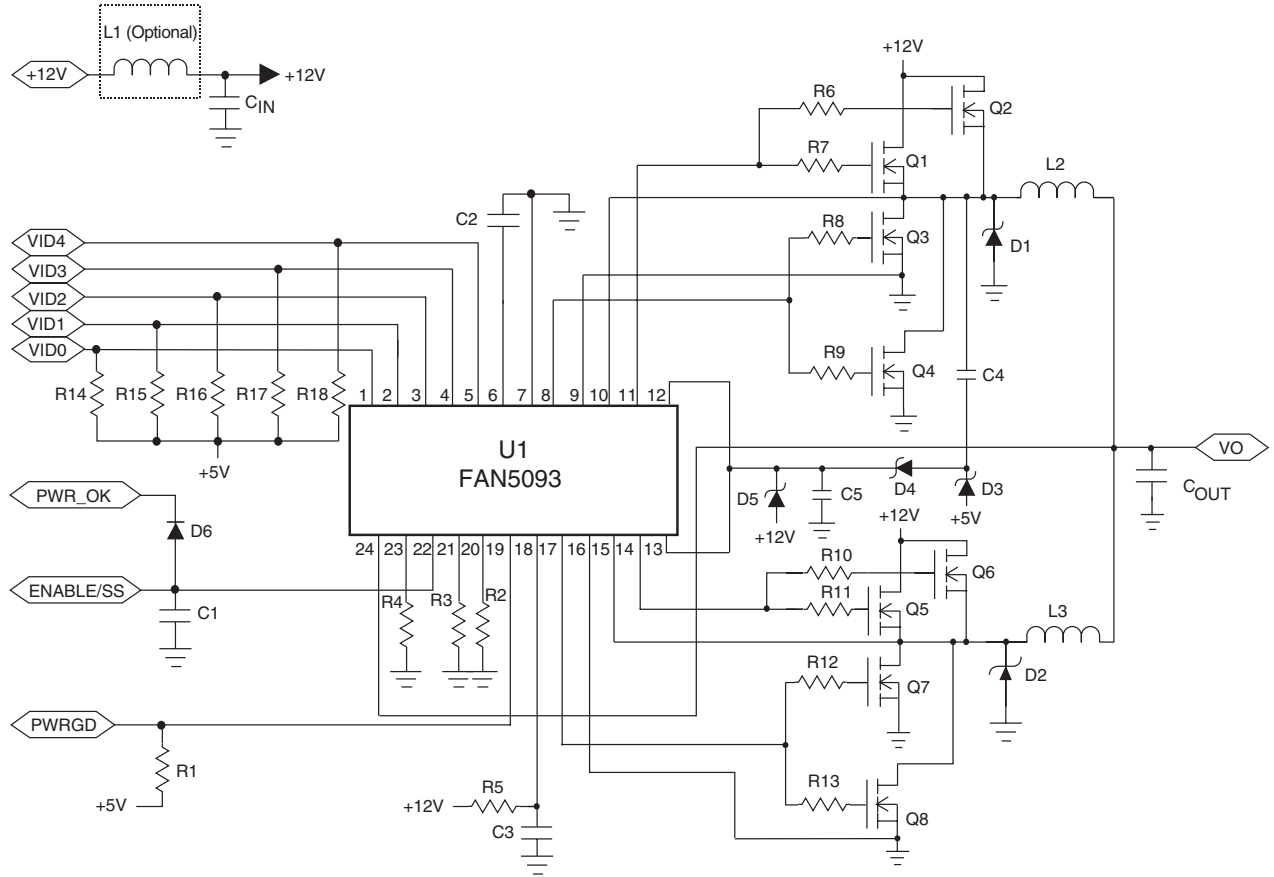 L1 (Optional)
+12V
+12V
CIN
+12V
R6
Q2
R7
Q1
L2
C2
R8
Q3
D1
VID4
VID3
VID2
VID1
VID0
R14
R15
R16
R17
R18
R9
Q4
C4
1 2 3 4 5 6 7 8 9 10 11 12
U1
FAN5093
+5V
VO
COUT
PWR_OK
D6
D5
C5
D4
D3
+5V
+12V
+12V
24 23 22 21 20 19 18 17 16 15 14 13
ENABLE/SS
C1
R4
R3
R2
R10
Q6
R11
Q5
L3
R12
Q7
D2
PWRGD
R1
+5V
+12V
R5
C3
R13
Q8